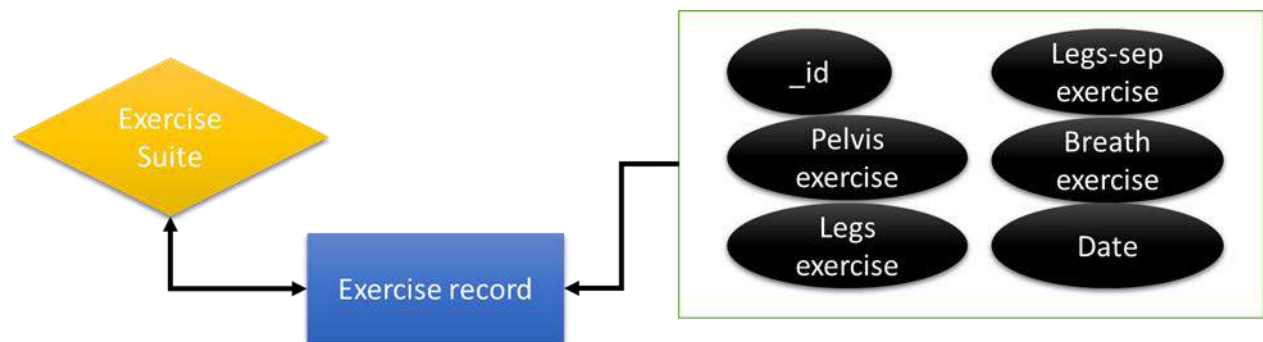 Exercise
Suite
Exercise record
_id
Pelvis
exercise
Legs
exercise
Legs-sep
exercise
Breath
exercise
Date